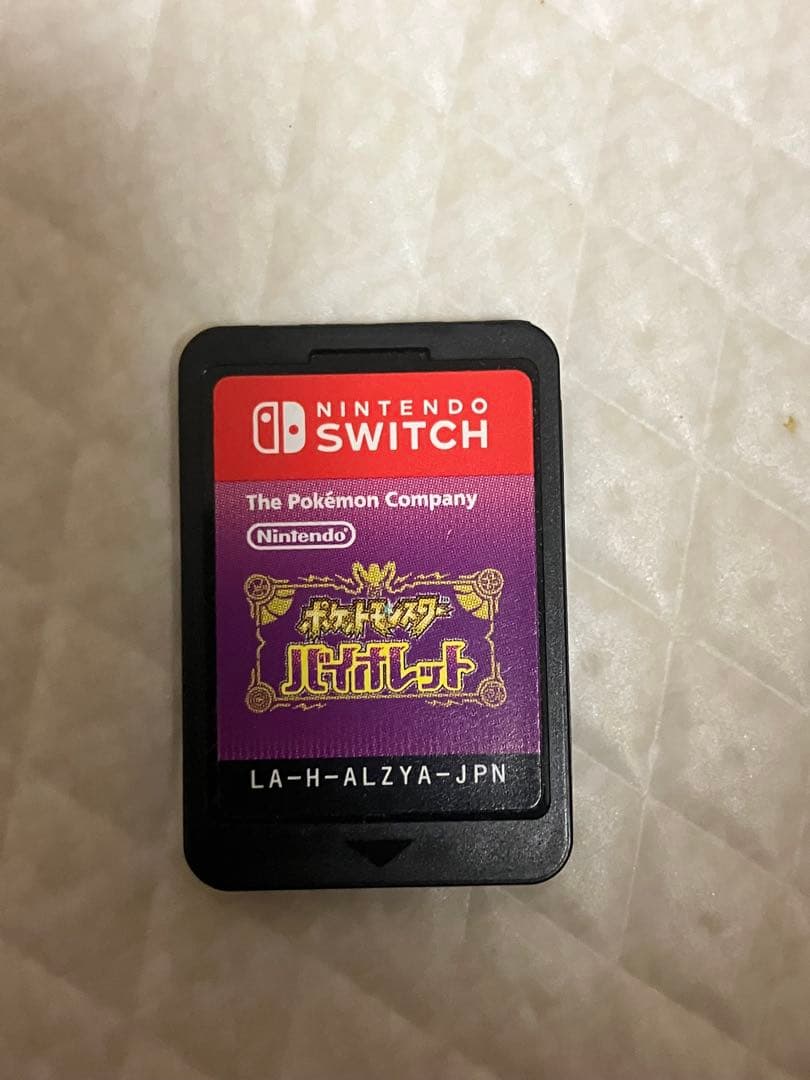 NINTENDO
SWITCH
The Pokémon Company
Nintendo®
ポケットモンスター
バイオレット
LA-H-ALZYA-JPN